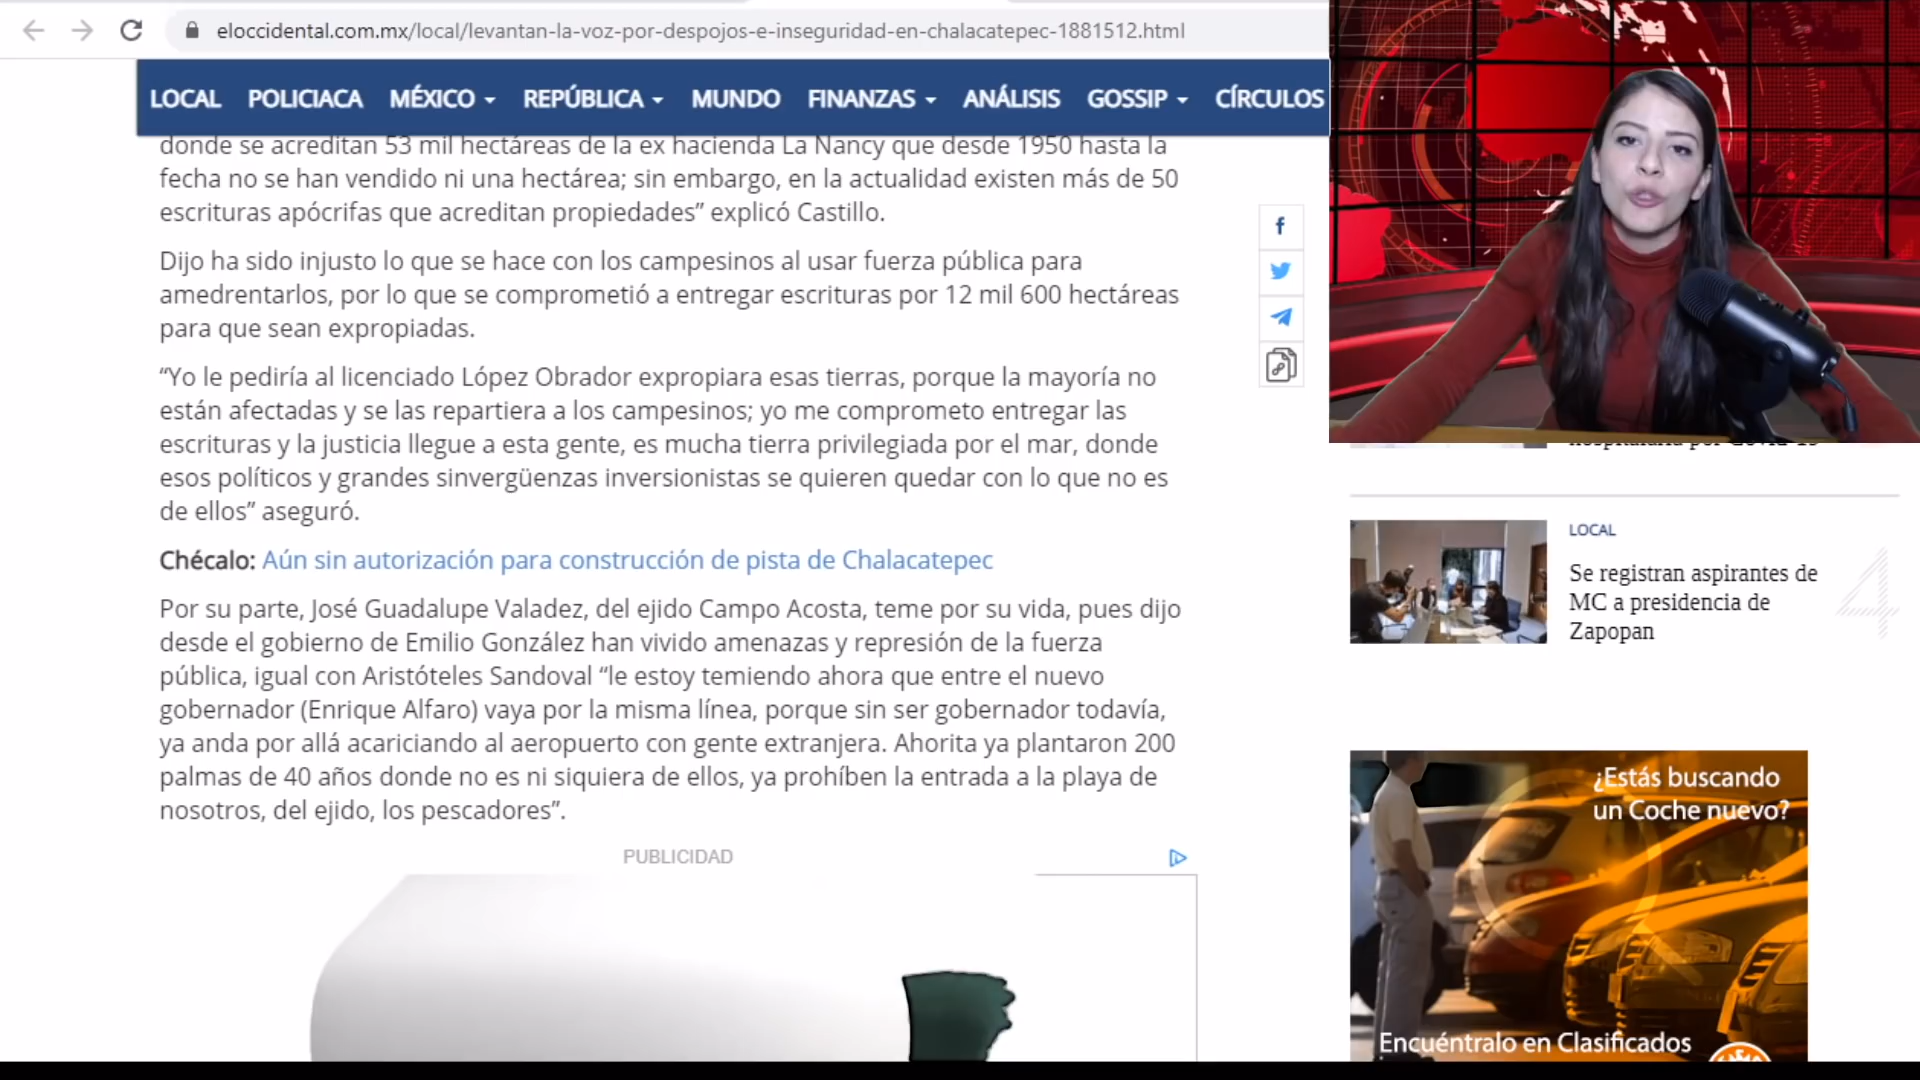 eloccidental.com.mx/local/levantan-la-voz-por-despojos-e-inseguridad-en-chalacatepec-1881512.html
LOCAL POLICIACA MÉXICO REPÚBLICA MUNDO FINANZAS ANÁLISIS GOSSIP CÍRCULOS
donde se acreditan 53 mil hectáreas de la ex hacienda La Nancy que desde 1950 hasta la
fecha no se han vendido ni una hectárea; sin embargo, en la actualidad existen más de 50
escrituras apócrifas que acreditan propiedades” explicó Castillo.
Dijo ha sido injusto lo que se hace con los campesinos al usar fuerza pública para
amedrentarlos, por lo que se comprometió a entregar escrituras por 12 mil 600 hectáreas
para que sean expropiadas.
“Yo le pediría al licenciado López Obrador expropiara esas tierras, porque la mayoría no
están afectadas y se las repartiera a los campesinos; yo me comprometo entregar las
escrituras y la justicia llegue a esta gente, es mucha tierra privilegiada por el mar, donde
esos políticos y grandes sinvergüenzas inversionistas se quieren quedar con lo que no es
de ellos” aseguró.
Chécalo: Aún sin autorización para construcción de pista de Chalacatepec
Por su parte, José Guadalupe Valadez, del ejido Campo Acosta, teme por su vida, pues dijo
desde el gobierno de Emilio González han vivido amenazas y represión de la fuerza
pública, igual con Aristóteles Sandoval “le estoy temiendo ahora que entre el nuevo
gobernador (Enrique Alfaro) vaya por la misma línea, porque sin ser gobernador todavía,
ya anda por allá acariciando al aeropuerto con gente extranjera. Ahorita ya plantaron 200
palmas de 40 años donde no es ni siquiera de ellos, ya prohíben la entrada a la playa de
nosotros, del ejido, los pescadores”.
PUBLICIDAD
LOCAL
Se registran aspirantes de
MC a presidencia de
Zapopan
4
¿Estás buscando
un Coche nuevo?
Encuéntralo en Clasificados